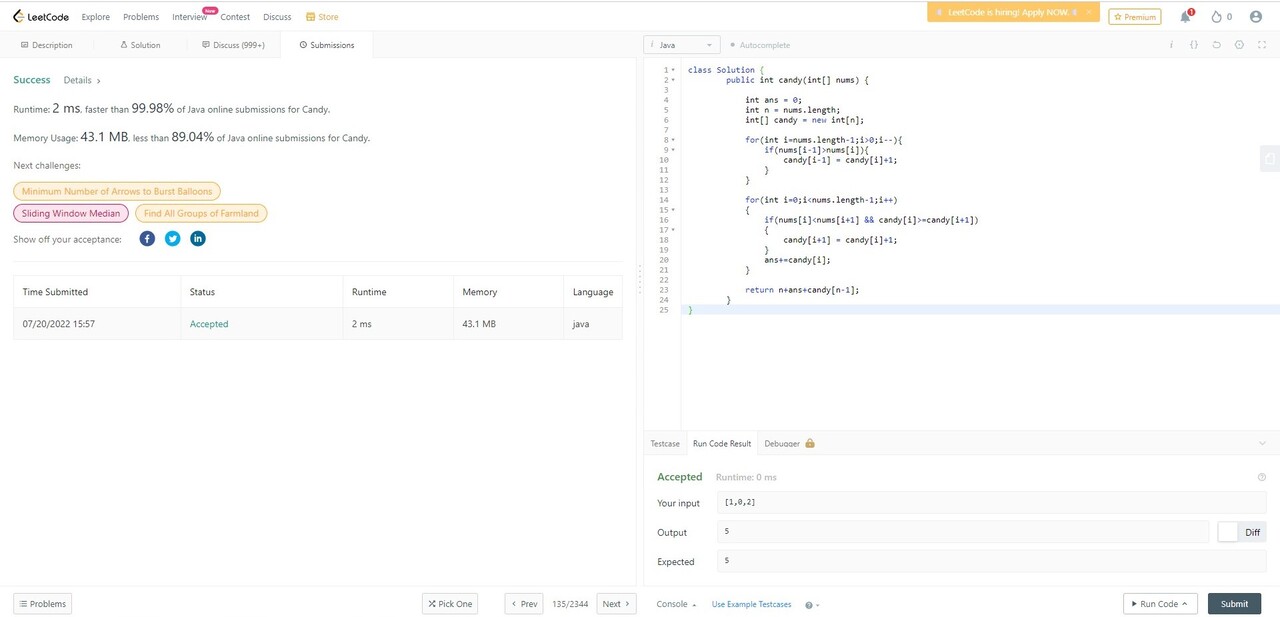 LeetCode Explore Problems Interview New Contest Discuss Store LeetCode is hiring! Apply NOW. × Premium 1 0
Description Solution Discuss (999+) Submissions
Success Details >
Runtime: 2 ms, faster than 99.98% of Java online submissions for Candy.
Memory Usage: 43.1 MB, less than 89.04% of Java online submissions for Candy.
Next challenges:
Minimum Number of Arrows to Burst Balloons
Sliding Window Median Find All Groups of Farmland
Show off your acceptance:
Time Submitted Status Runtime Memory Language
07/20/2022 15:57 Accepted 2 ms 43.1 MB java
Problems Pick One < Prev 135/2344 Next >
i Java Autocomplete i {}
1 class Solution {
2 public int candy(int[] nums) {
3
4 int ans = 0;
5 int n = nums.length;
6 int[] candy = new int[n];
7
8 for(int i=nums.length-1;i>0;i--){
9 if(nums[i-1]>nums[i]){
10 candy[i-1] = candy[i]+1;
11 }
12 }
13
14 for(int i=0;i<nums.length-1;i++)
15 {
16 if(nums[i]<nums[i+1] && candy[i]>=candy[i+1])
17 {
18 candy[i+1] = candy[i]+1;
19 }
20 ans+=candy[i];
21 }
22
23 return n+ans+candy[n-1];
24 }
25 }
Testcase Run Code Result Debugger
Accepted Runtime: 0 ms
Your input [1,0,2]
Output 5 Diff
Expected 5
Console Use Example Testcases Run Code Submit